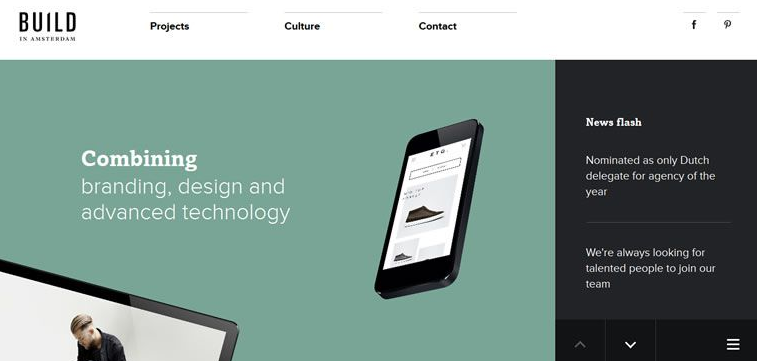 BUILD
IN AMSTERDAM
Projects
Culture
Contact
Combining
branding, design and
advanced technology
ETQ.
News flash
Nominated as only Dutch
delegate for agency of the
year
We're always looking for
talented people to join our
team